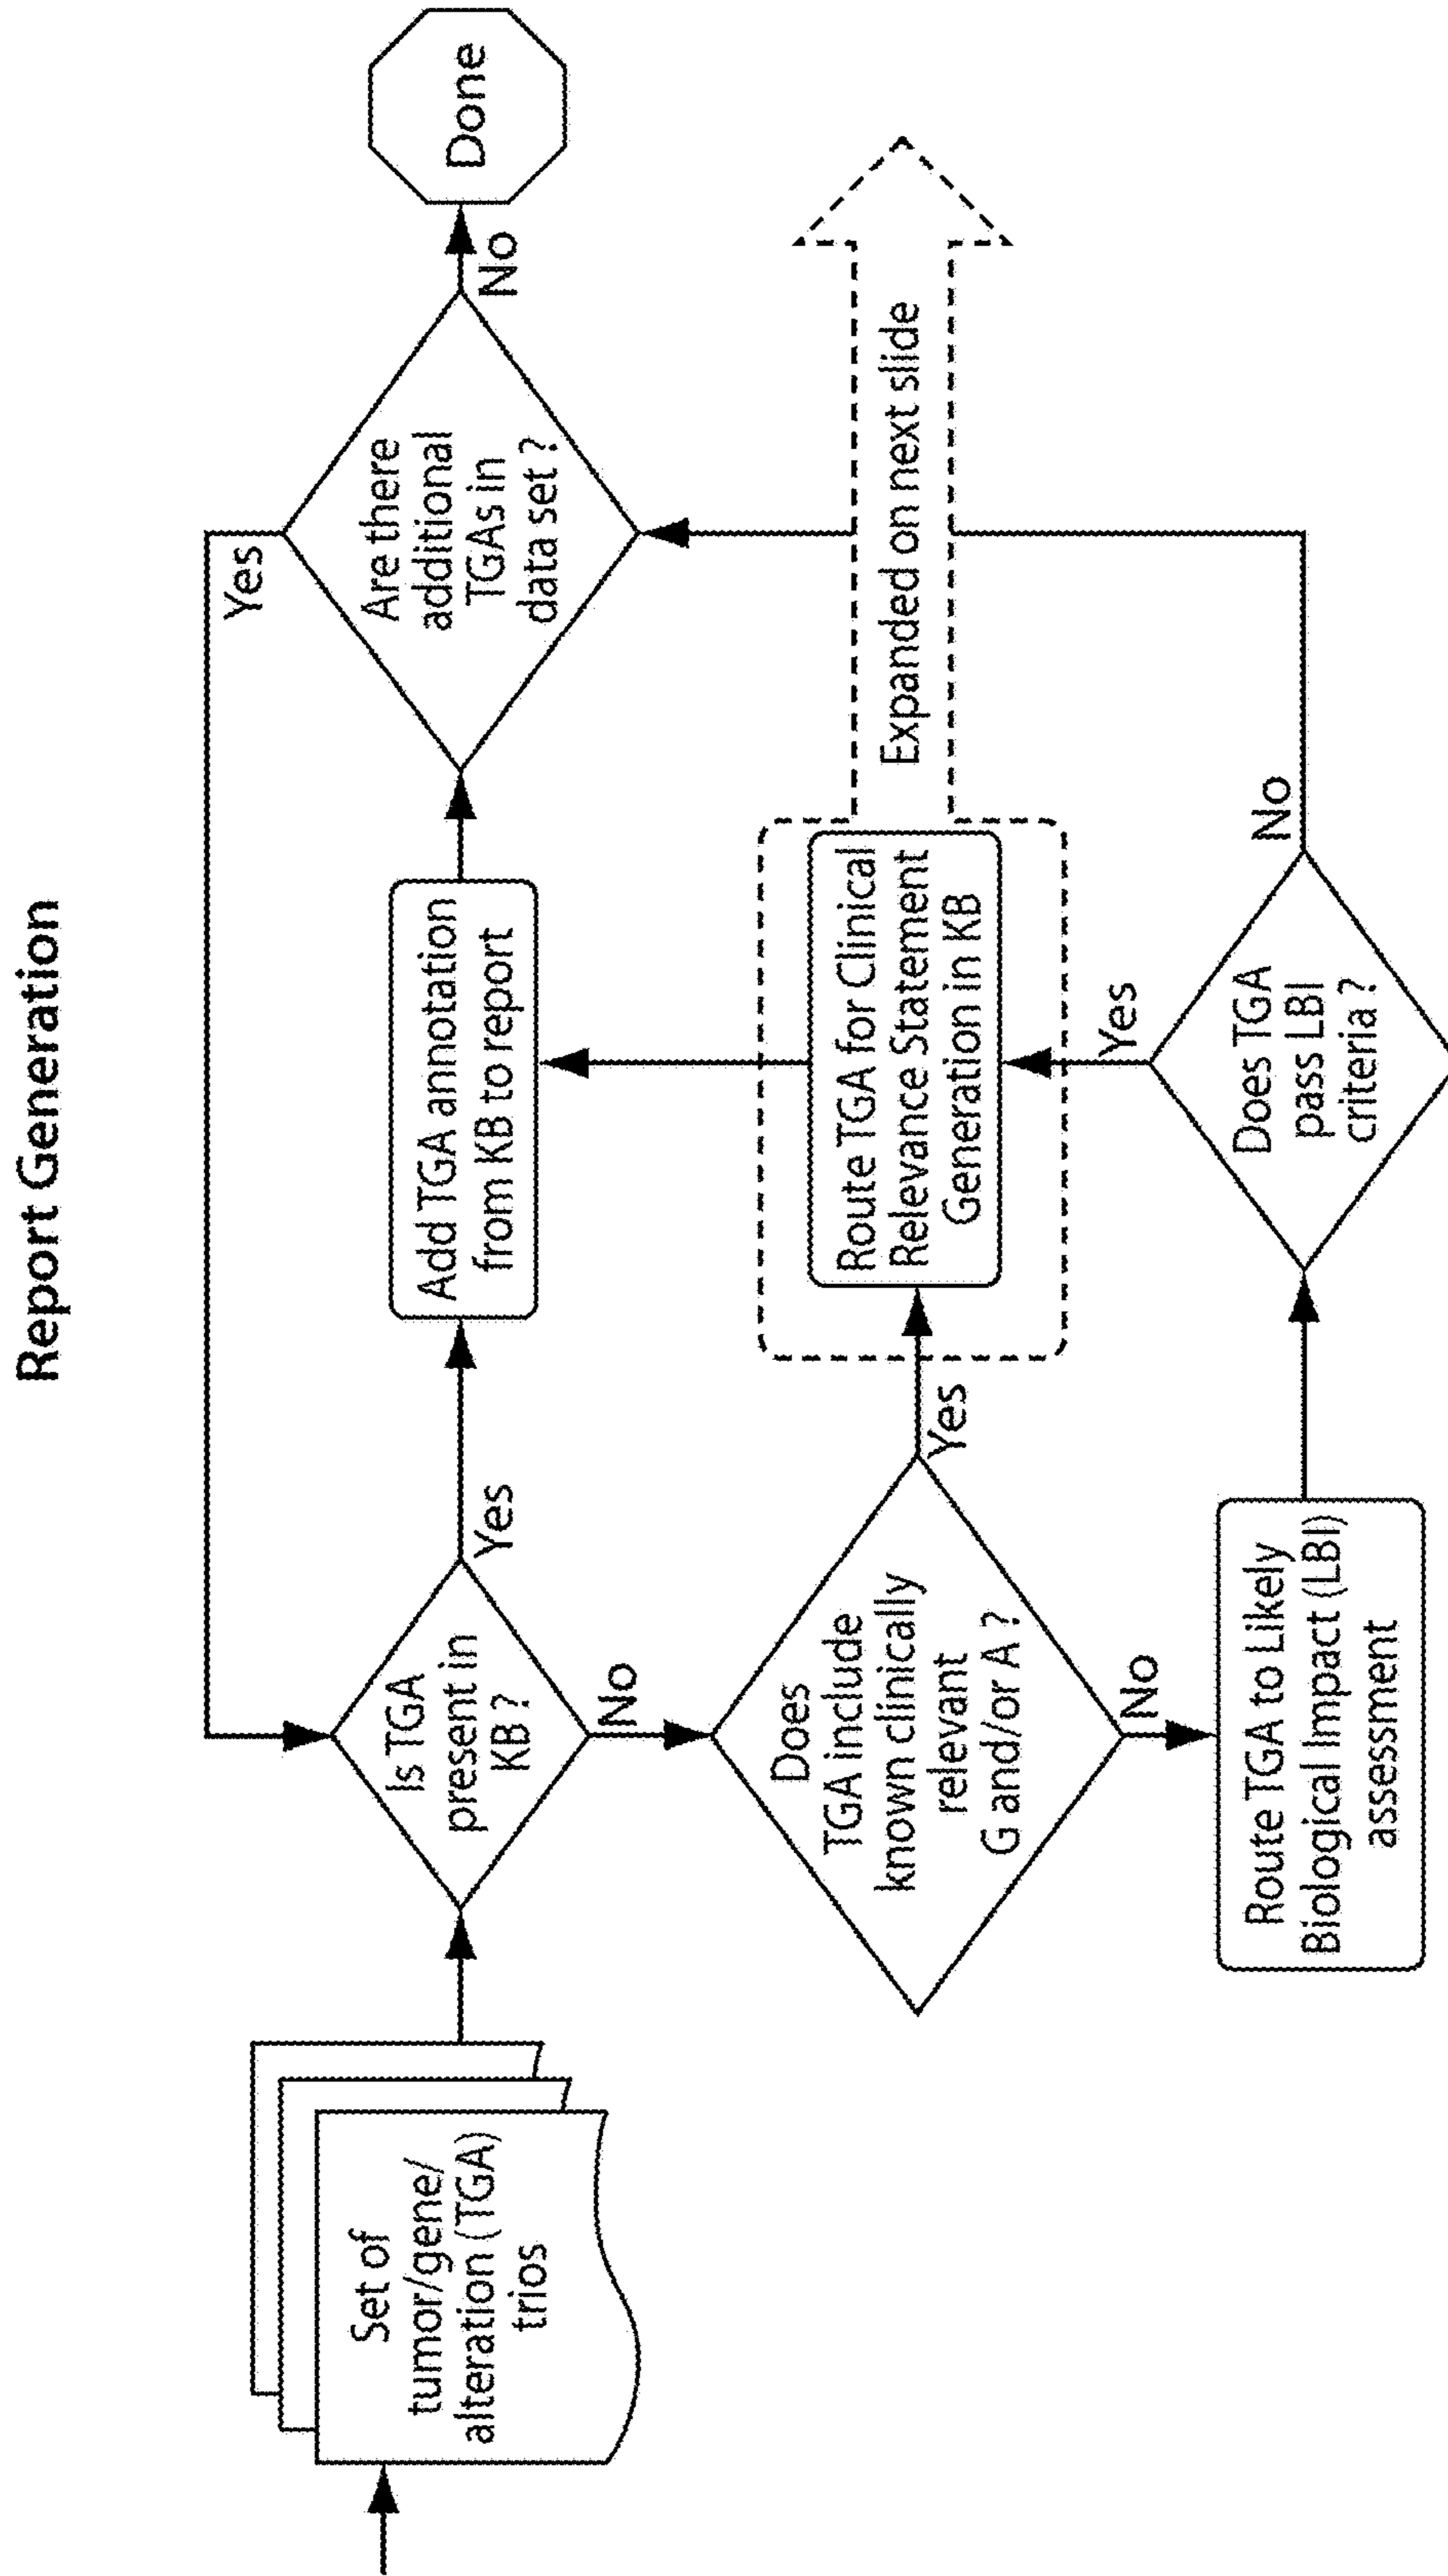 Report Generation
Set of
tumor/gene/
alteration (TGA)
trios
Is TGA
present in
KB ?
Yes
No
Add TGA annotation
from KB to report
Are there
additional
TGAs in
data set ?
Yes
No
Done
Does
TGA include
known clinically
relevant
G and/or A ?
Yes
No
Route TGA for Clinical
Relevance Statement
Generation in KB
Expanded on next slide
Route TGA to Likely
Biological Impact (LBI)
assessment
Does TGA
pass LBI
criteria ?
Yes
No